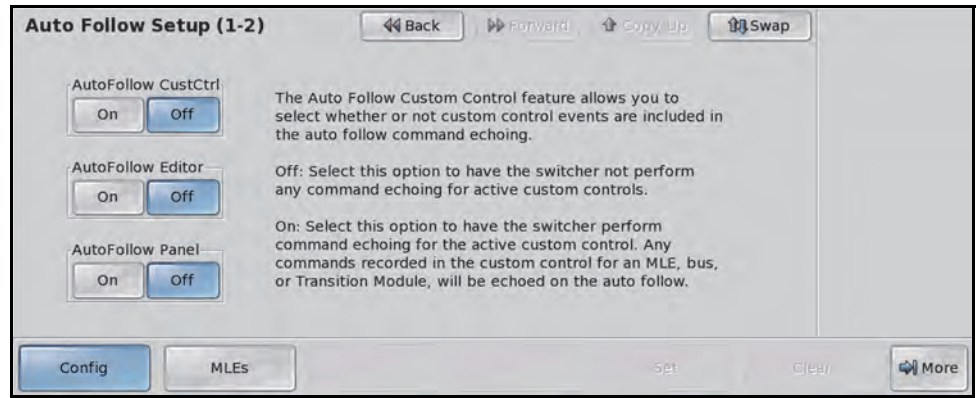 Auto Follow Setup (1-2)
Back
Forward
Copy Up
Swap
AutoFollow CustCtrl
On
Off
The Auto Follow Custom Control feature allows you to
select whether or not custom control events are included in
the auto follow command echoing.
Off: Select this option to have the switcher not perform
any command echoing for active custom controls.
On: Select this option to have the switcher perform
command echoing for the active custom control. Any
commands recorded in the custom control for an MLE, bus,
or Transition Module, will be echoed on the auto follow.
AutoFollow Editor
On
Off
AutoFollow Panel
On
Off
Config
MLEs
Set
Clear
More